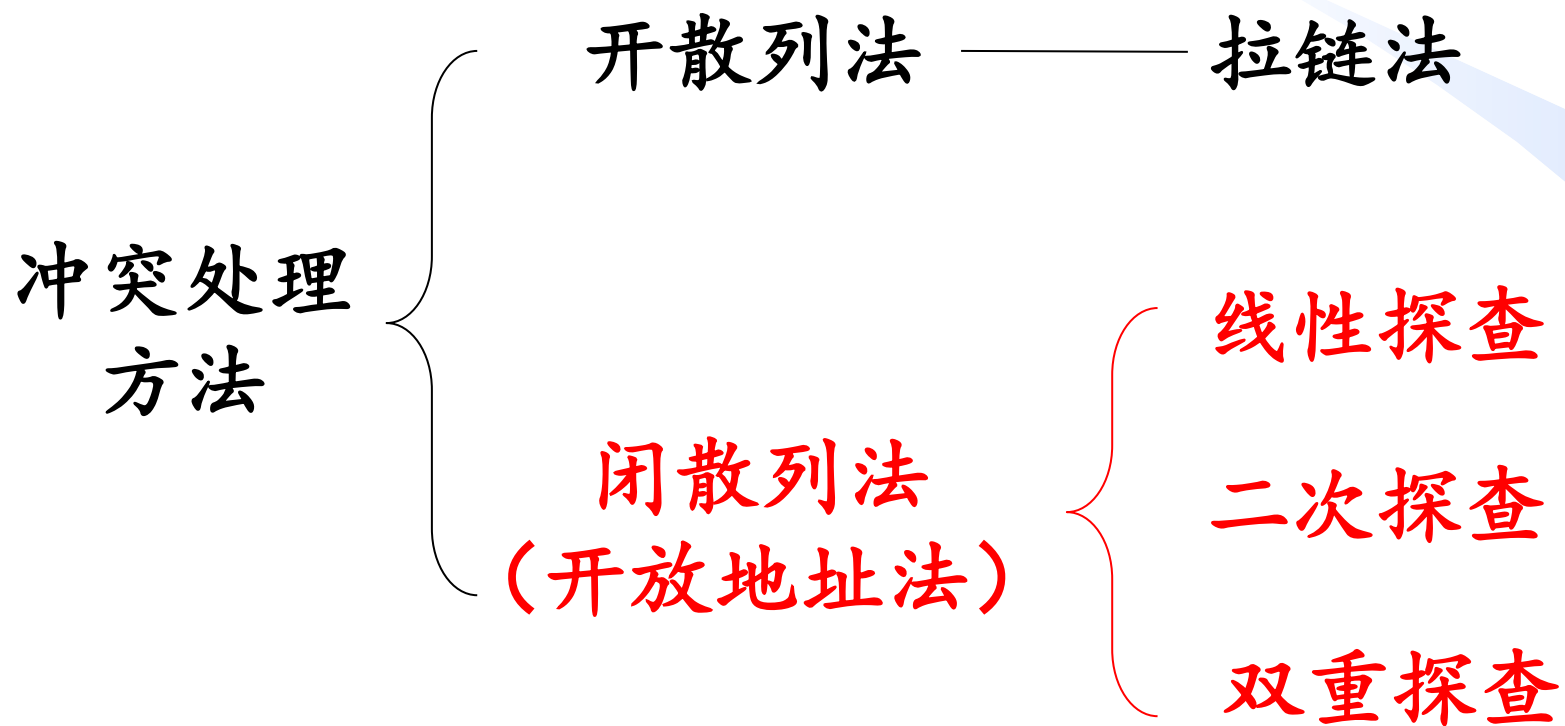 开散列法
拉链法
冲突处理
方法
闭散列法
（开放地址法）
线性探查
二次探查
双重探查